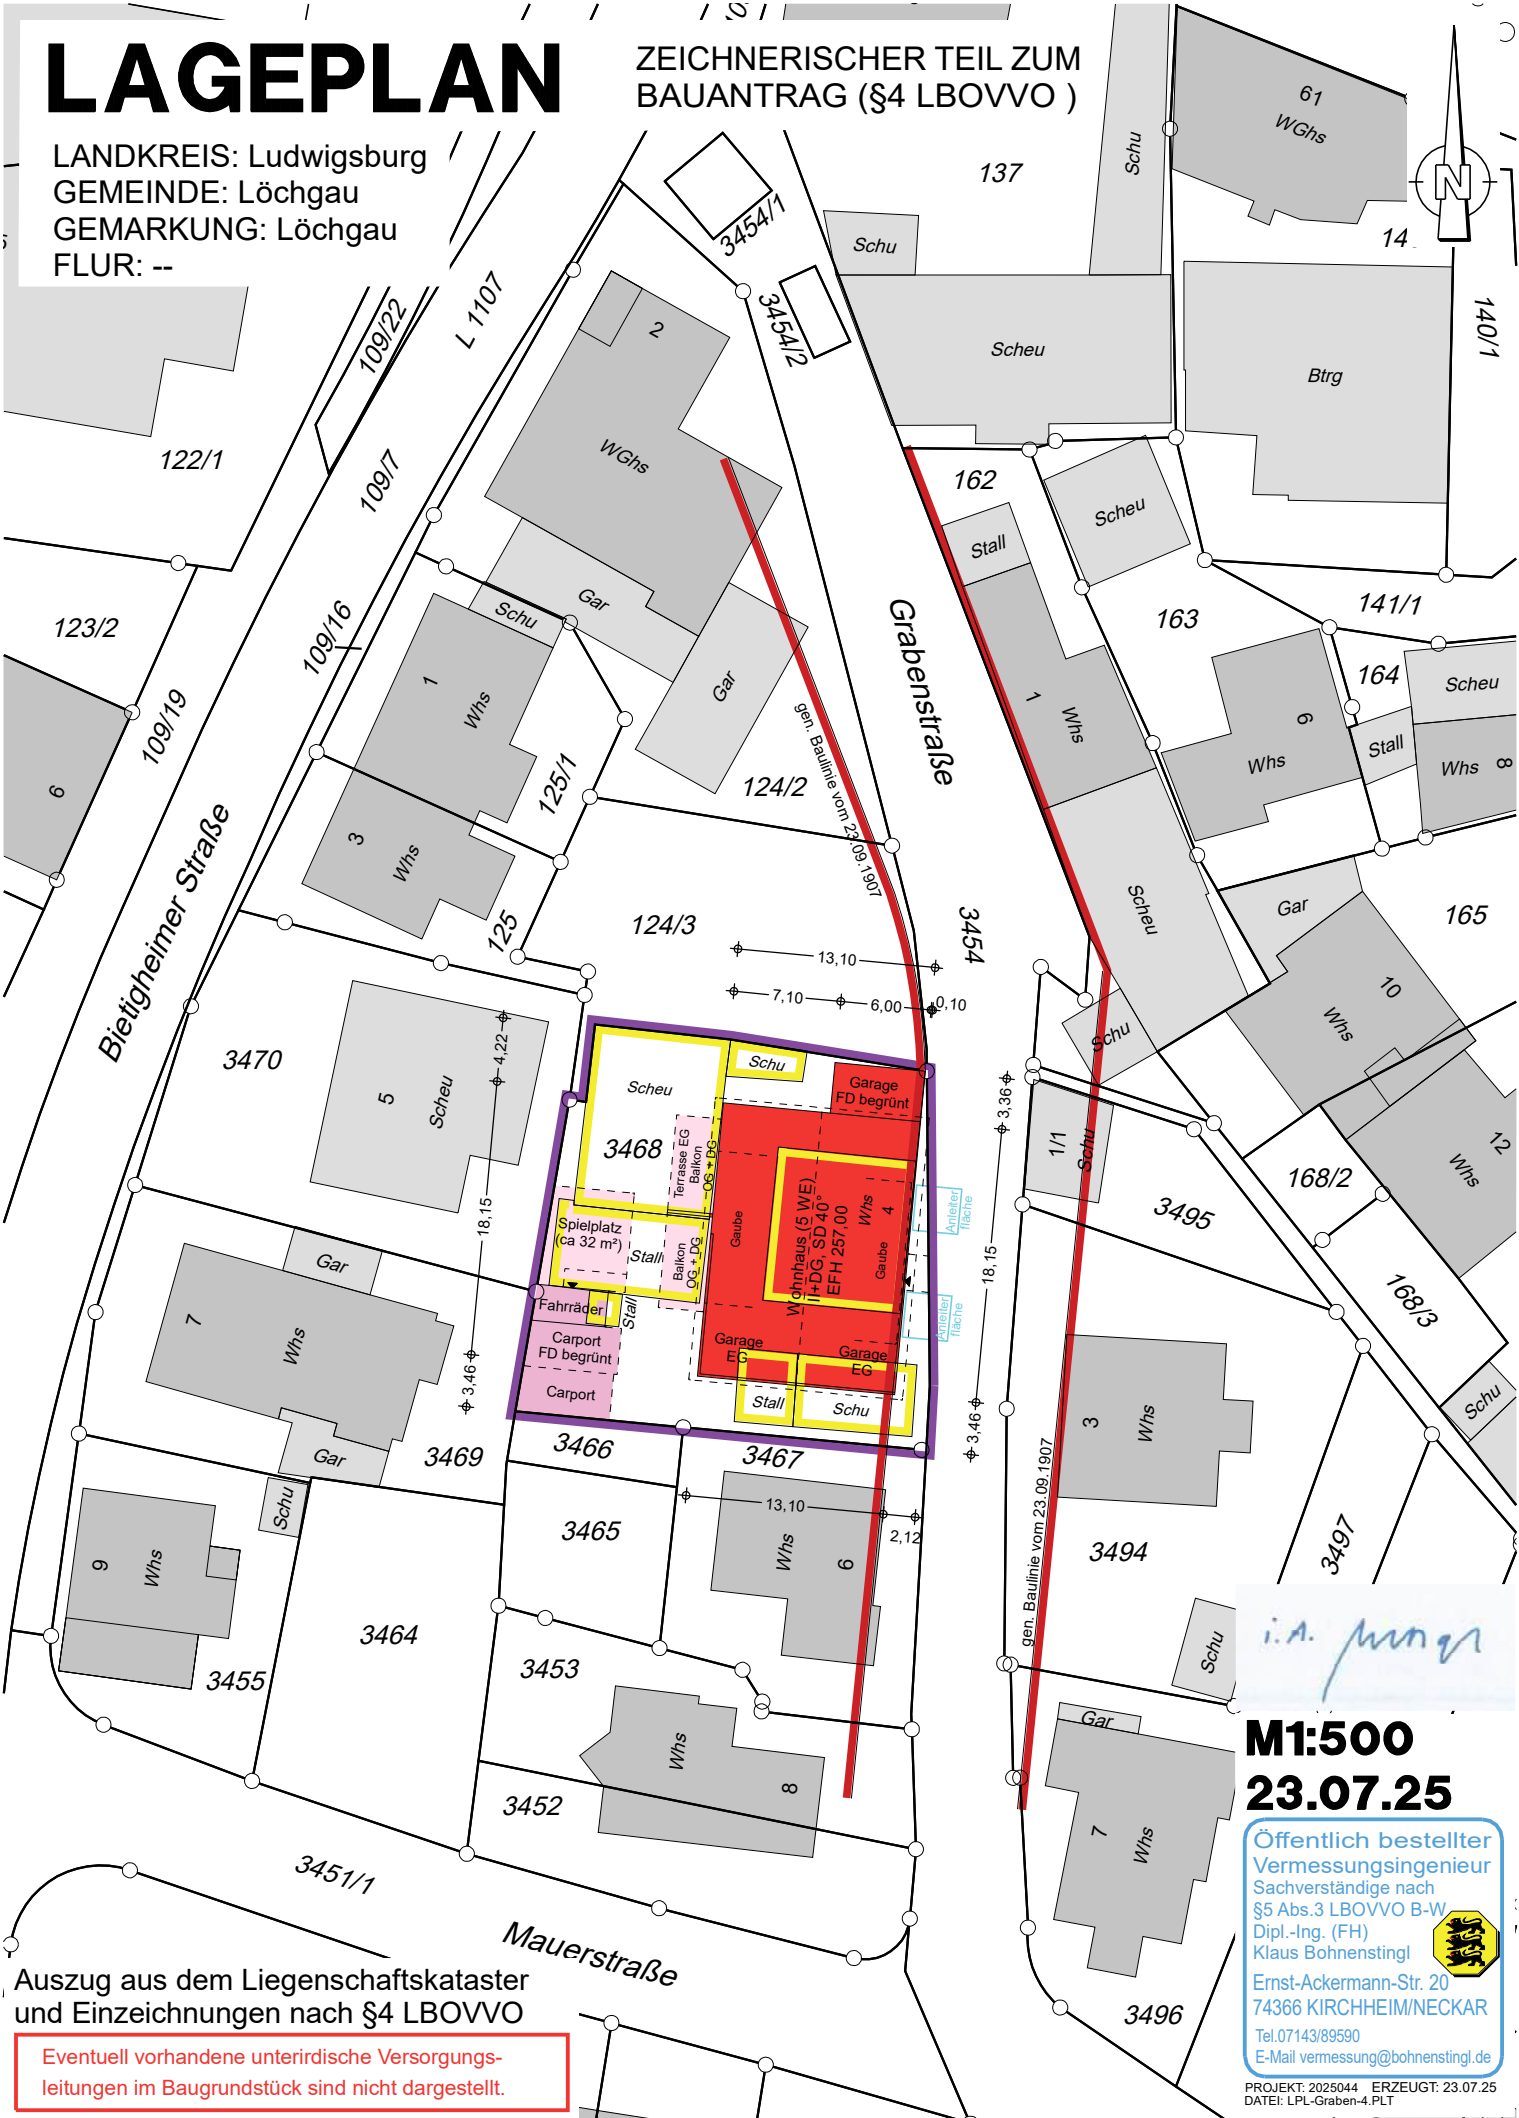 LAGEPLAN
ZEICHNERISCHER TEIL ZUM
BAUANTRAG (§4 LBOVVO )
LANDKREIS: Ludwigsburg
GEMEINDE: Löchgau
GEMARKUNG: Löchgau
FLUR: --
N
61
WGhs
Schu
137
14
140/1
3454/1
Schu
3454/2
Scheu
Btrg
L 1107
109/22
2
WGhs
122/1
109/7
162
Scheu
Stall
Gar
Schu
123/2
109/16
109/19
6
1
Whs
125/1
3
Whs
125
Gar
124/2
gen. Baulinie vom 23.09.1907
Grabenstraße
1
Whs
163
141/1
164
Scheu
6
Whs
Stall
Whs
8
Scheu
Gar
165
10
Whs
Bietigheimer Straße
124/3
3454
13,10
7,10
6,00
0,10
Schu
3470
5
Scheu
4,22
18,15
3,46
Scheu
Schu
Garage
FD begrünt
3468
Terrasse EG
Balkon
OG + DG
Spielplatz
(ca 32 m²)
Stall
Balkon
OG + DG
Gaube
Wohnhaus (5 WE)
II+DG, SD 40°
EFH 257,00
Whs
4
Gaube
Anleiter
fläche
Anleiter
fläche
Fahrräder
Stall
Carport
FD begrünt
Carport
Garage
EG
Garage
EG
Stall
Schu
3,36
18,15
3,46
1/1
Schu
12
Whs
168/2
3495
168/3
Schu
Gar
7
Whs
Gar
3469
3466
3467
3
Whs
Schu
9
Whs
3465
13,10
2,12
Whs
6
gen. Baulinie vom 23.09.1907
3494
3497
3464
3455
3453
Schu
Gar
Whs
8
3452
7
Whs
3451/1
Mauerstraße
3496
i.A.
M1:500
23.07.25
Öffentlich bestellter
Vermessungsingenieur
Sachverständige nach
§5 Abs.3 LBOVVO B-W
Dipl.-Ing. (FH)
Klaus Bohnenstingl
Ernst-Ackermann-Str. 20
74366 KIRCHHEIM/NECKAR
Tel.07143/89590
E-Mail vermessung@bohnenstingl.de
PROJEKT: 2025044 ERZEUGT: 23.07.25
DATEI: LPL-Graben-4.PLT
Auszug aus dem Liegenschaftskataster
und Einzeichnungen nach §4 LBOVVO
Eventuell vorhandene unterirdische Versorgungs-
leitungen im Baugrundstück sind nicht dargestellt.